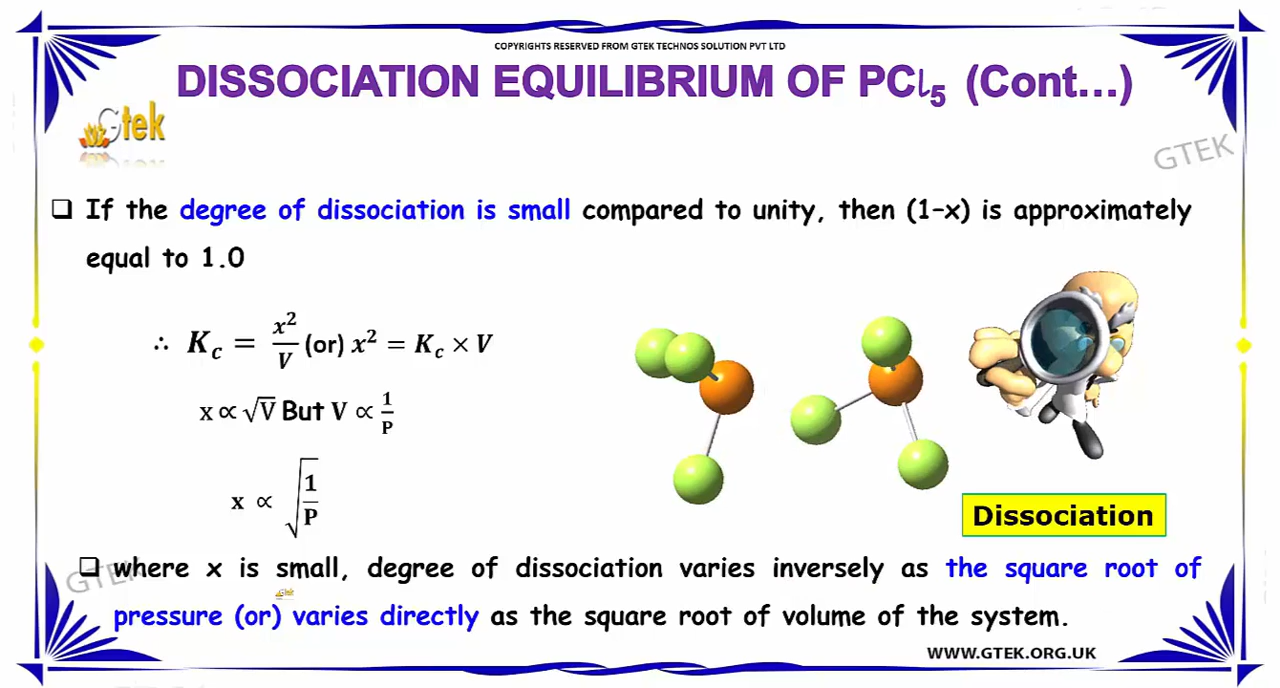 COPYRIGHTS RESERVED FROM GTEK TECHNOS SOLUTION PVT LTD
DISSOCIATION EQUILIBRIUM OF PCl₅ (Cont...)
Gtek
GTEK
❑ If the degree of dissociation is small compared to unity, then (1–x) is approximately
equal to 1.0
∴ K_c = x²/V (or) x² = K_c × V
x ∝ √V But V ∝ 1/P
x ∝ √(1/P)
Dissociation
GTEK
❑ where x is small, degree of dissociation varies inversely as the square root of
pressure (or) varies directly as the square root of volume of the system.
WWW.GTEK.ORG.UK